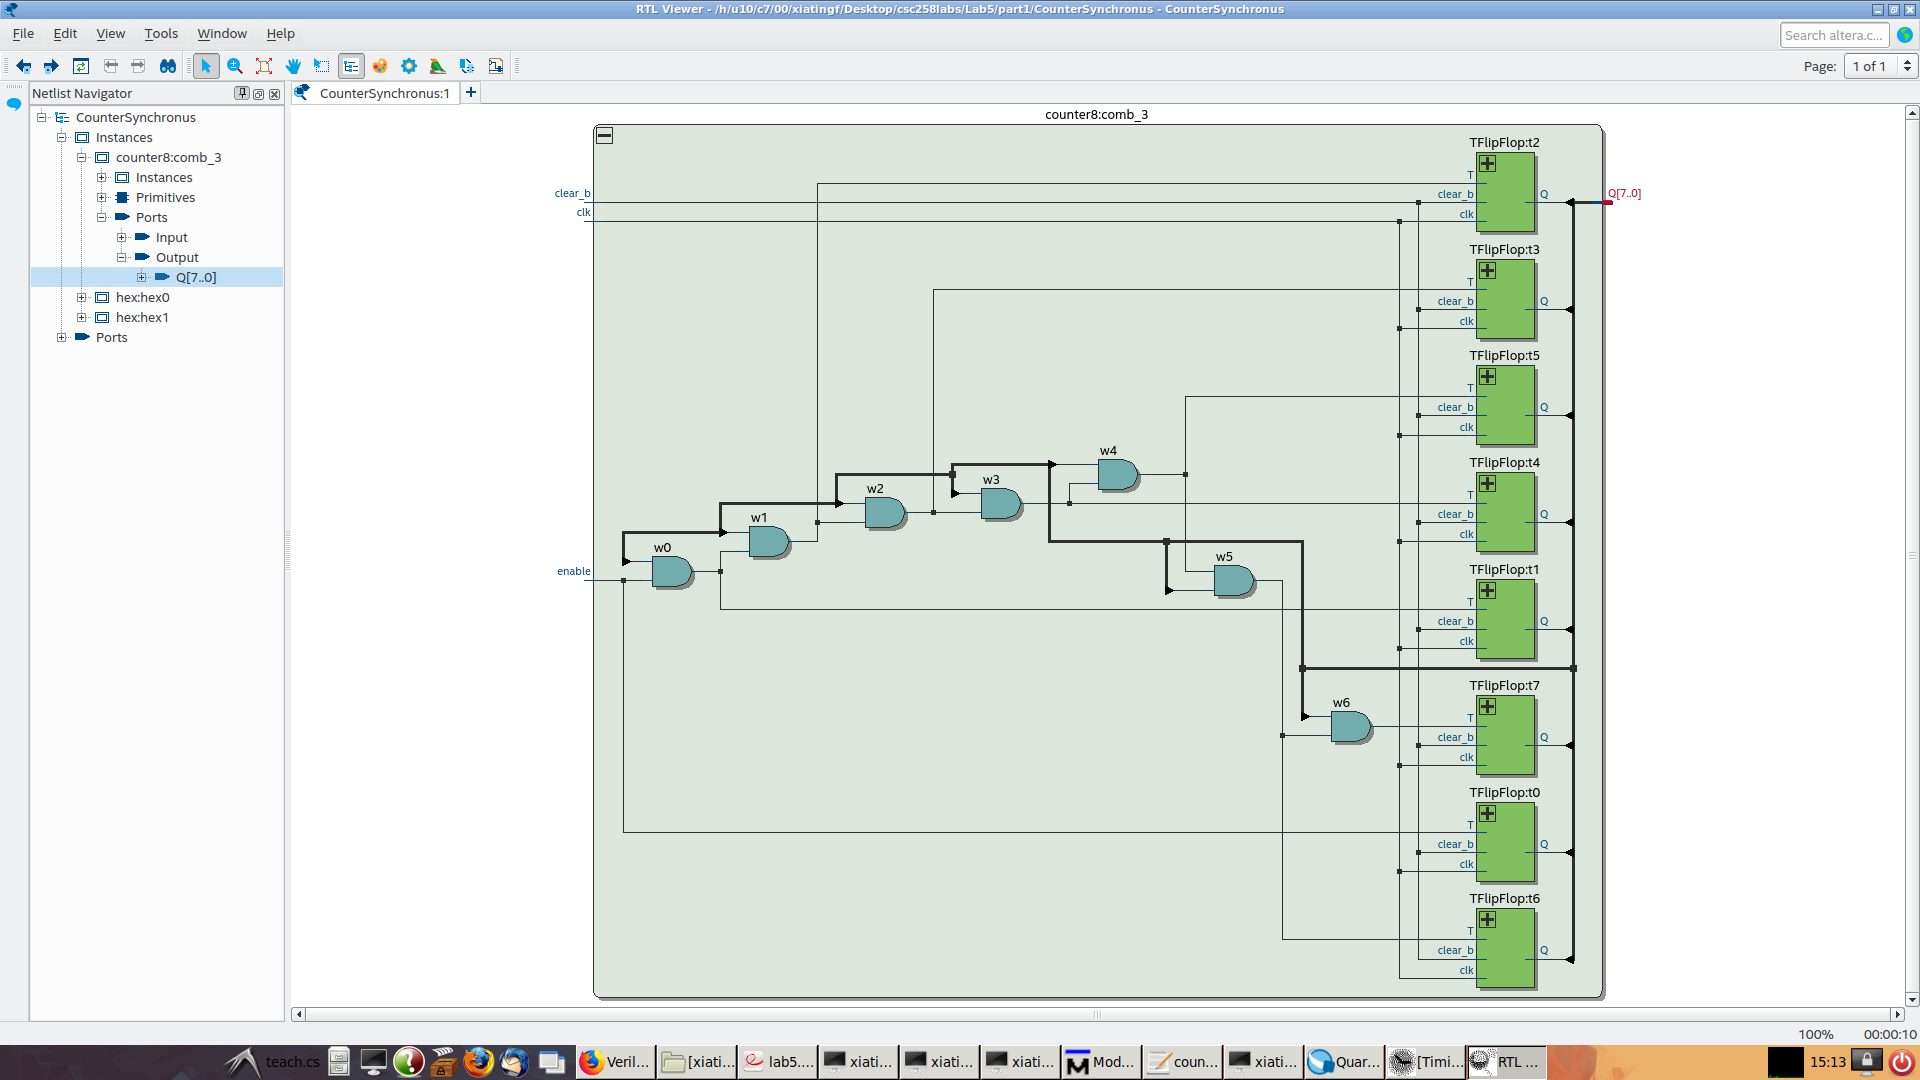 RTL Viewer - /h/u10/c7/00/xiatingf/Desktop/csc258labs/Lab5/part1/CounterSynchronus - CounterSynchronus
File Edit View Tools Window Help
Search altera.c...
Page: 1 of 1
Netlist Navigator
CounterSynchronus:1
CounterSynchronus
Instances
counter8:comb_3
Instances
Primitives
Ports
Input
Output
Q[7..0]
hex:hex0
hex:hex1
Ports
counter8:comb_3
clear_b
clk
enable
w0
w1
w2
w3
w4
w5
w6
TFlipFlop:t2
T
clear_b
clk
Q
Q[7..0]
TFlipFlop:t3
T
clear_b
clk
Q
TFlipFlop:t5
T
clear_b
clk
Q
TFlipFlop:t4
T
clear_b
clk
Q
TFlipFlop:t1
T
clear_b
clk
Q
TFlipFlop:t7
T
clear_b
clk
Q
TFlipFlop:t0
T
clear_b
clk
Q
TFlipFlop:t6
T
clear_b
clk
Q
100% 00:00:10
teach.cs
Veril...
[xiati...
lab5....
xiati...
xiati...
xiati...
Mod...
coun...
xiati...
Quar...
[Timi...
RTL ...
15:13